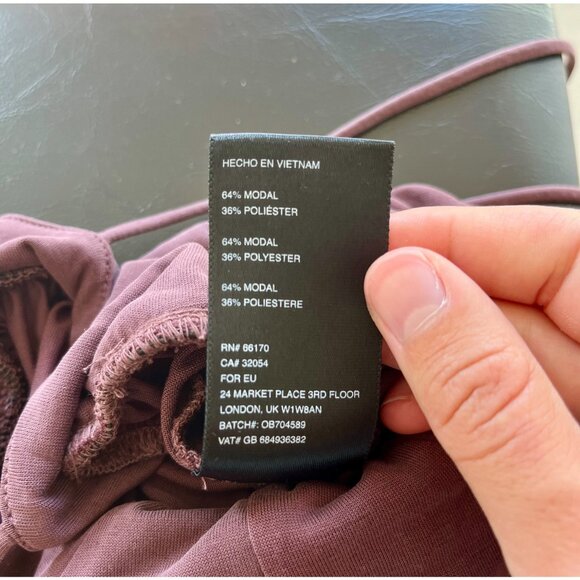 HECHO EN VIETNAM
64% MODAL
36% POLIÉSTER
64% MODAL
36% POLYESTER
64% MODAL
36% POLIESTERE
RN# 66170
CA# 32054
FOR EU
24 MARKET PLACE 3RD FLOOR
LONDON, UK W1W8AN
BATCH#: OB704589
VAT# GB 684936382